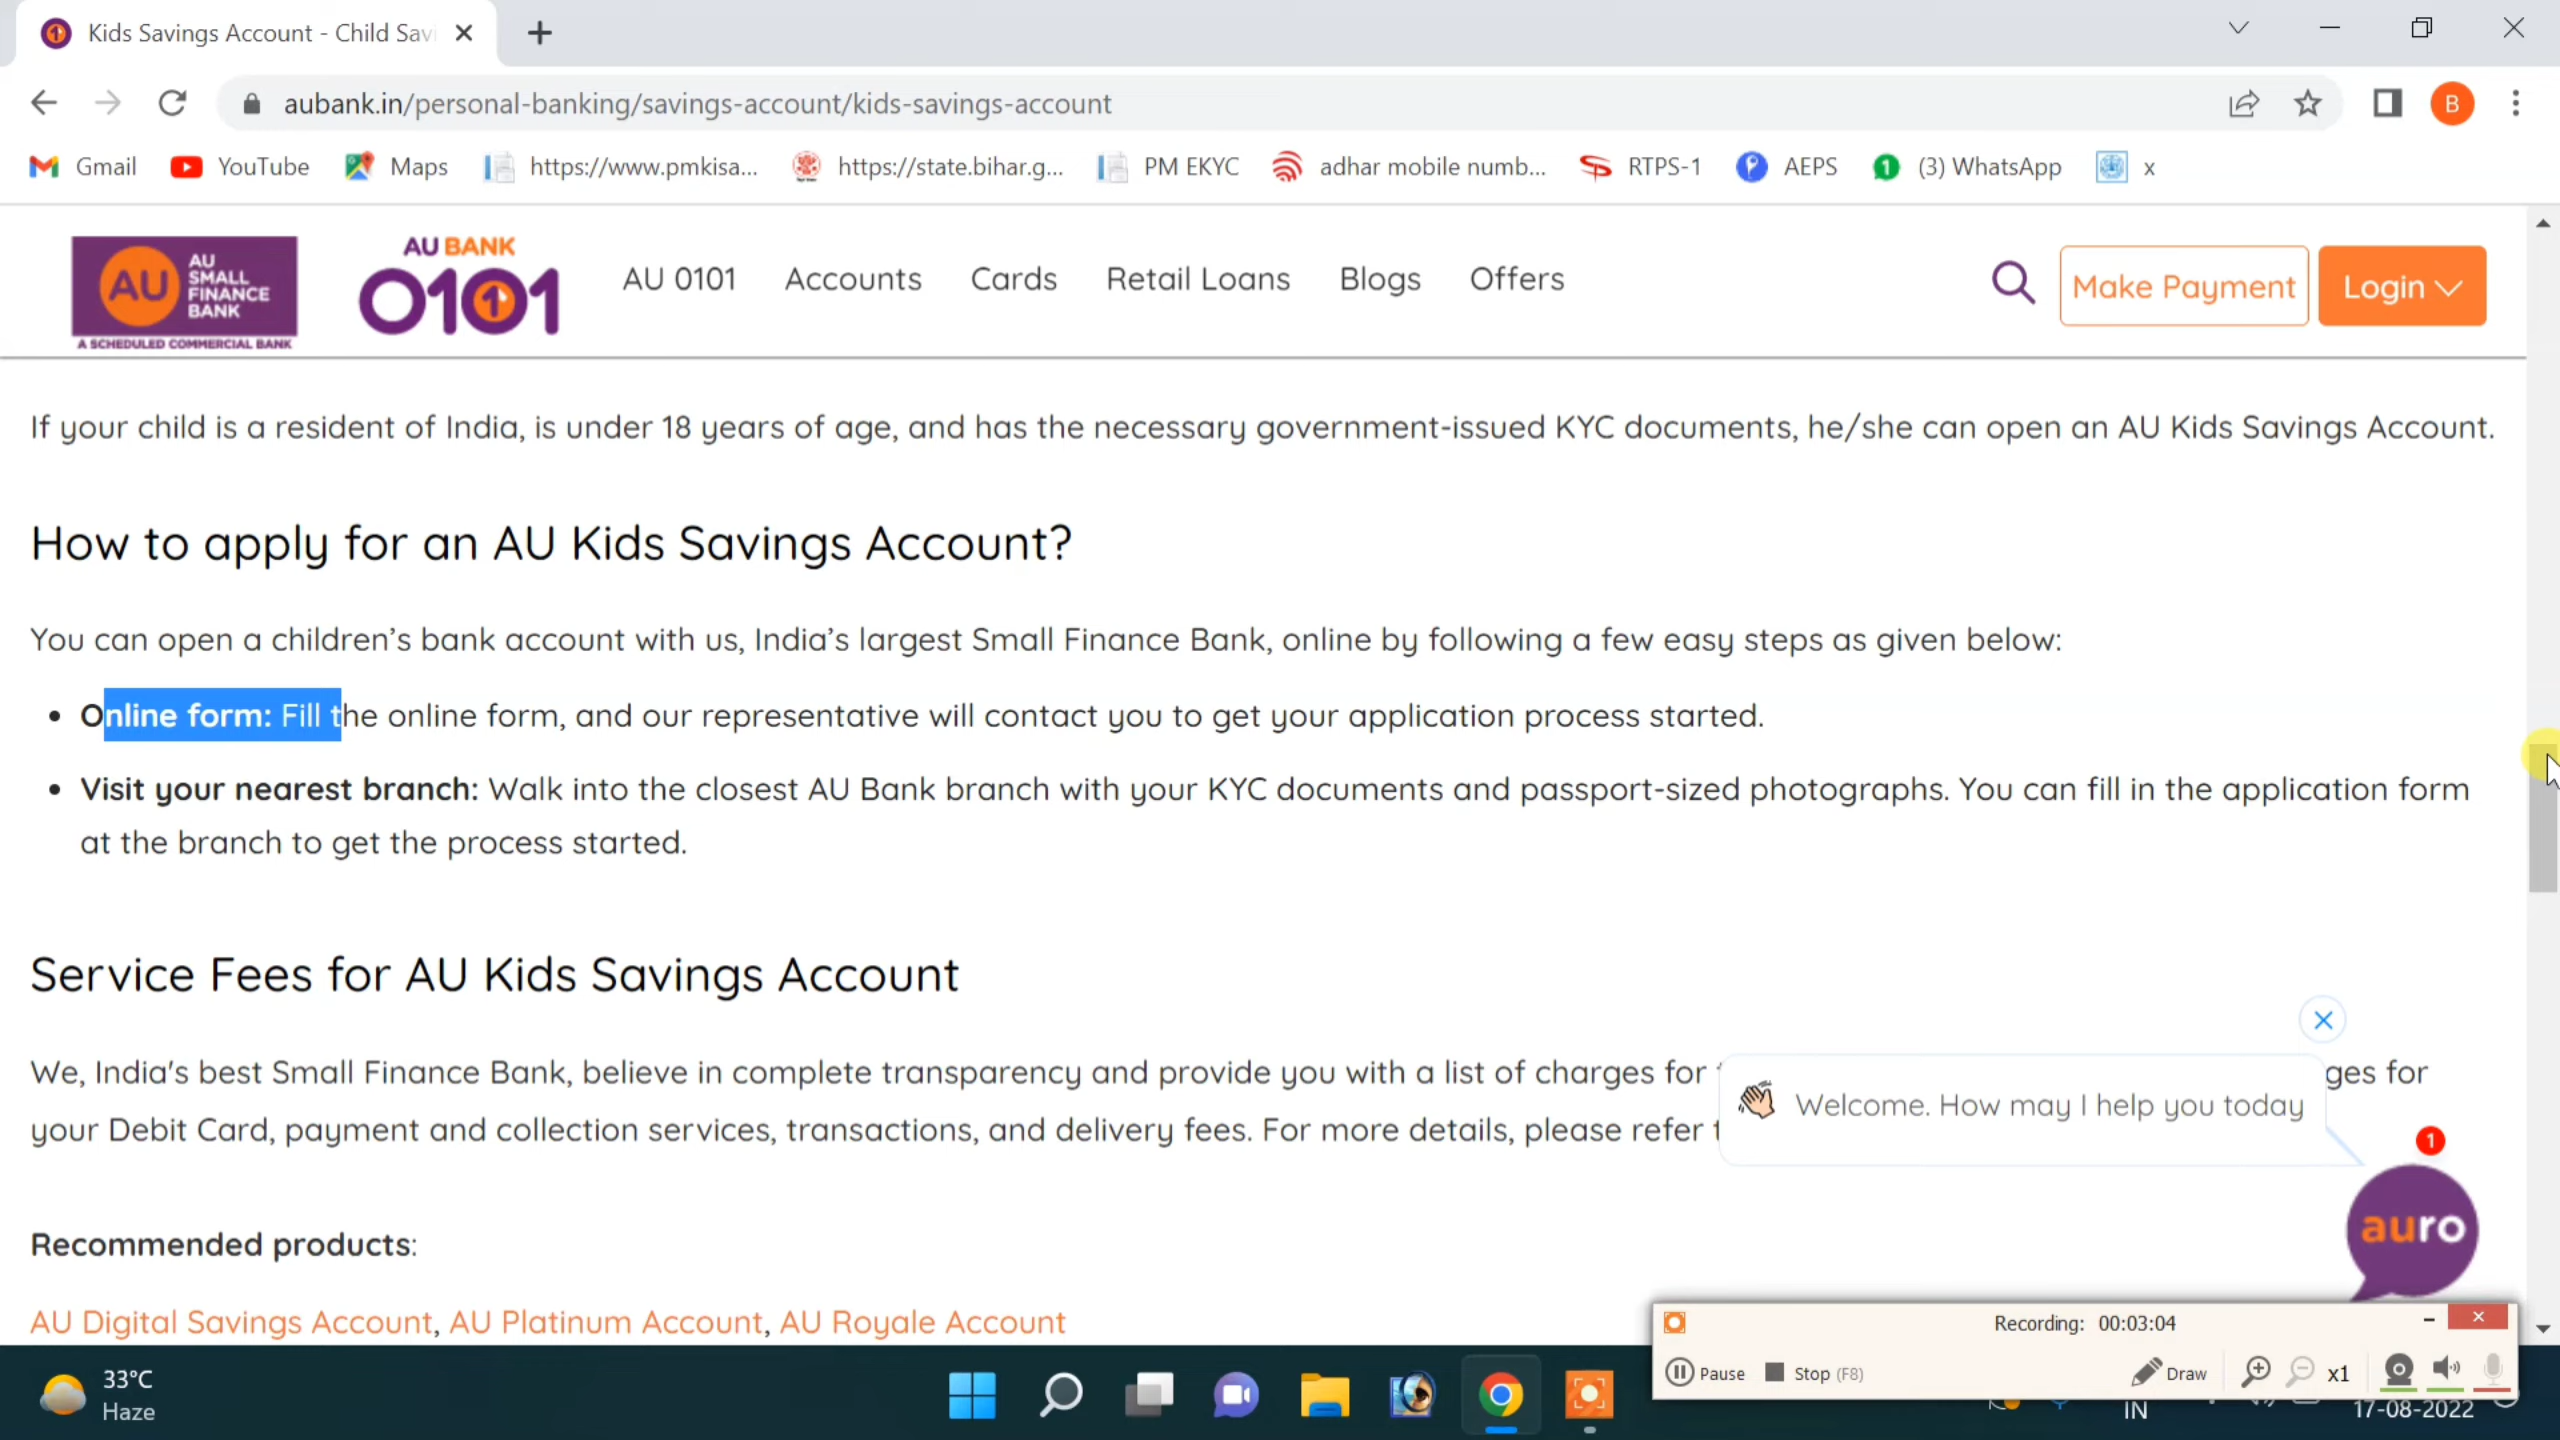 Kids Savings Account - Child Sav
aubank.in/personal-banking/savings-account/kids-savings-account
B
Gmail YouTube Maps https://www.pmkisa... https://state.bihar.g... PM EKYC adhar mobile numb... RTPS-1 AEPS (3) WhatsApp x
AU
AU
SMALL
FINANCE
BANK
A SCHEDULED COMMERCIAL BANK
AU BANK
0101
AU 0101 Accounts Cards Retail Loans Blogs Offers
Make Payment
Login
If your child is a resident of India, is under 18 years of age, and has the necessary government-issued KYC documents, he/she can open an AU Kids Savings Account.
How to apply for an AU Kids Savings Account?
You can open a children's bank account with us, India's largest Small Finance Bank, online by following a few easy steps as given below:
• Online form: Fill the online form, and our representative will contact you to get your application process started.
• Visit your nearest branch: Walk into the closest AU Bank branch with your KYC documents and passport-sized photographs. You can fill in the application form
at the branch to get the process started.
Service Fees for AU Kids Savings Account
We, India's best Small Finance Bank, believe in complete transparency and provide you with a list of charges for ges for
your Debit Card, payment and collection services, transactions, and delivery fees. For more details, please refer
Welcome. How may I help you today
1
auro
Recommended products:
AU Digital Savings Account, AU Platinum Account, AU Royale Account
Recording: 00:03:04
Pause Stop (F8) Draw x1
33°C
Haze
IN
17-08-2022